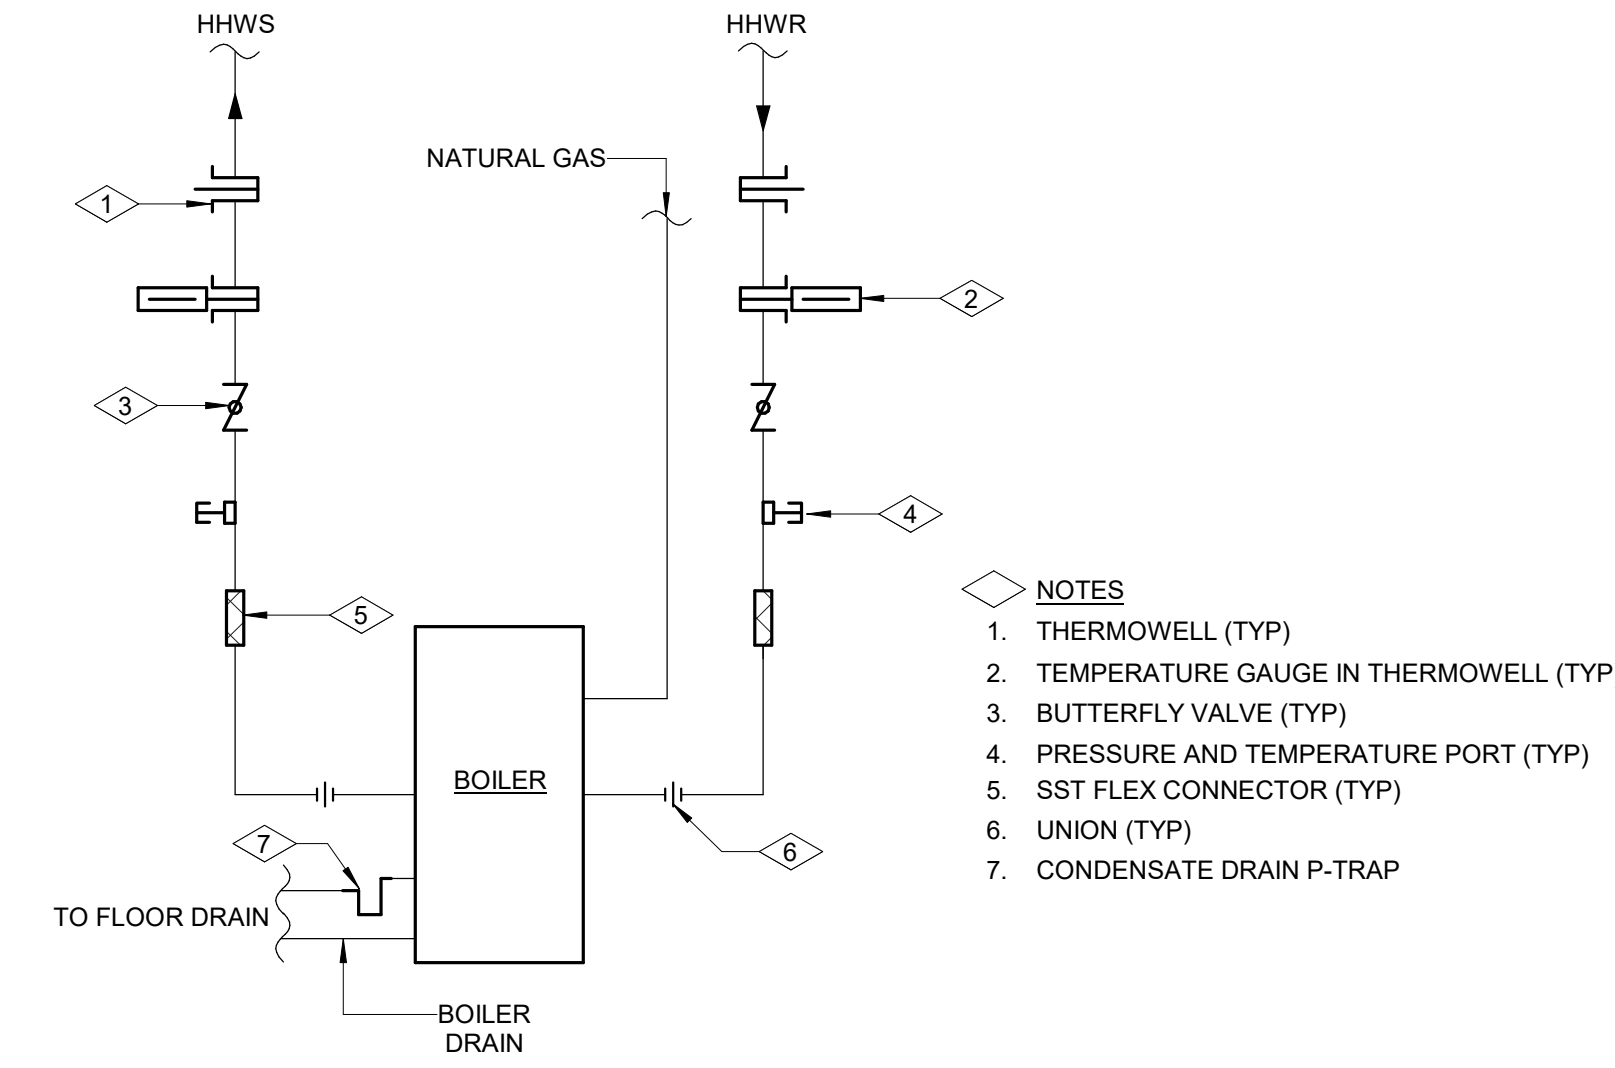 HHWS
HHWR
NATURAL GAS
1
2
3
4
5
NOTES
1. THERMOWELL (TYP)
2. TEMPERATURE GAUGE IN THERMOWELL (TYP
3. BUTTERFLY VALVE (TYP)
4. PRESSURE AND TEMPERATURE PORT (TYP)
5. SST FLEX CONNECTOR (TYP)
6. UNION (TYP)
7. CONDENSATE DRAIN P-TRAP
BOILER
7
6
TO FLOOR DRAIN
BOILER
DRAIN